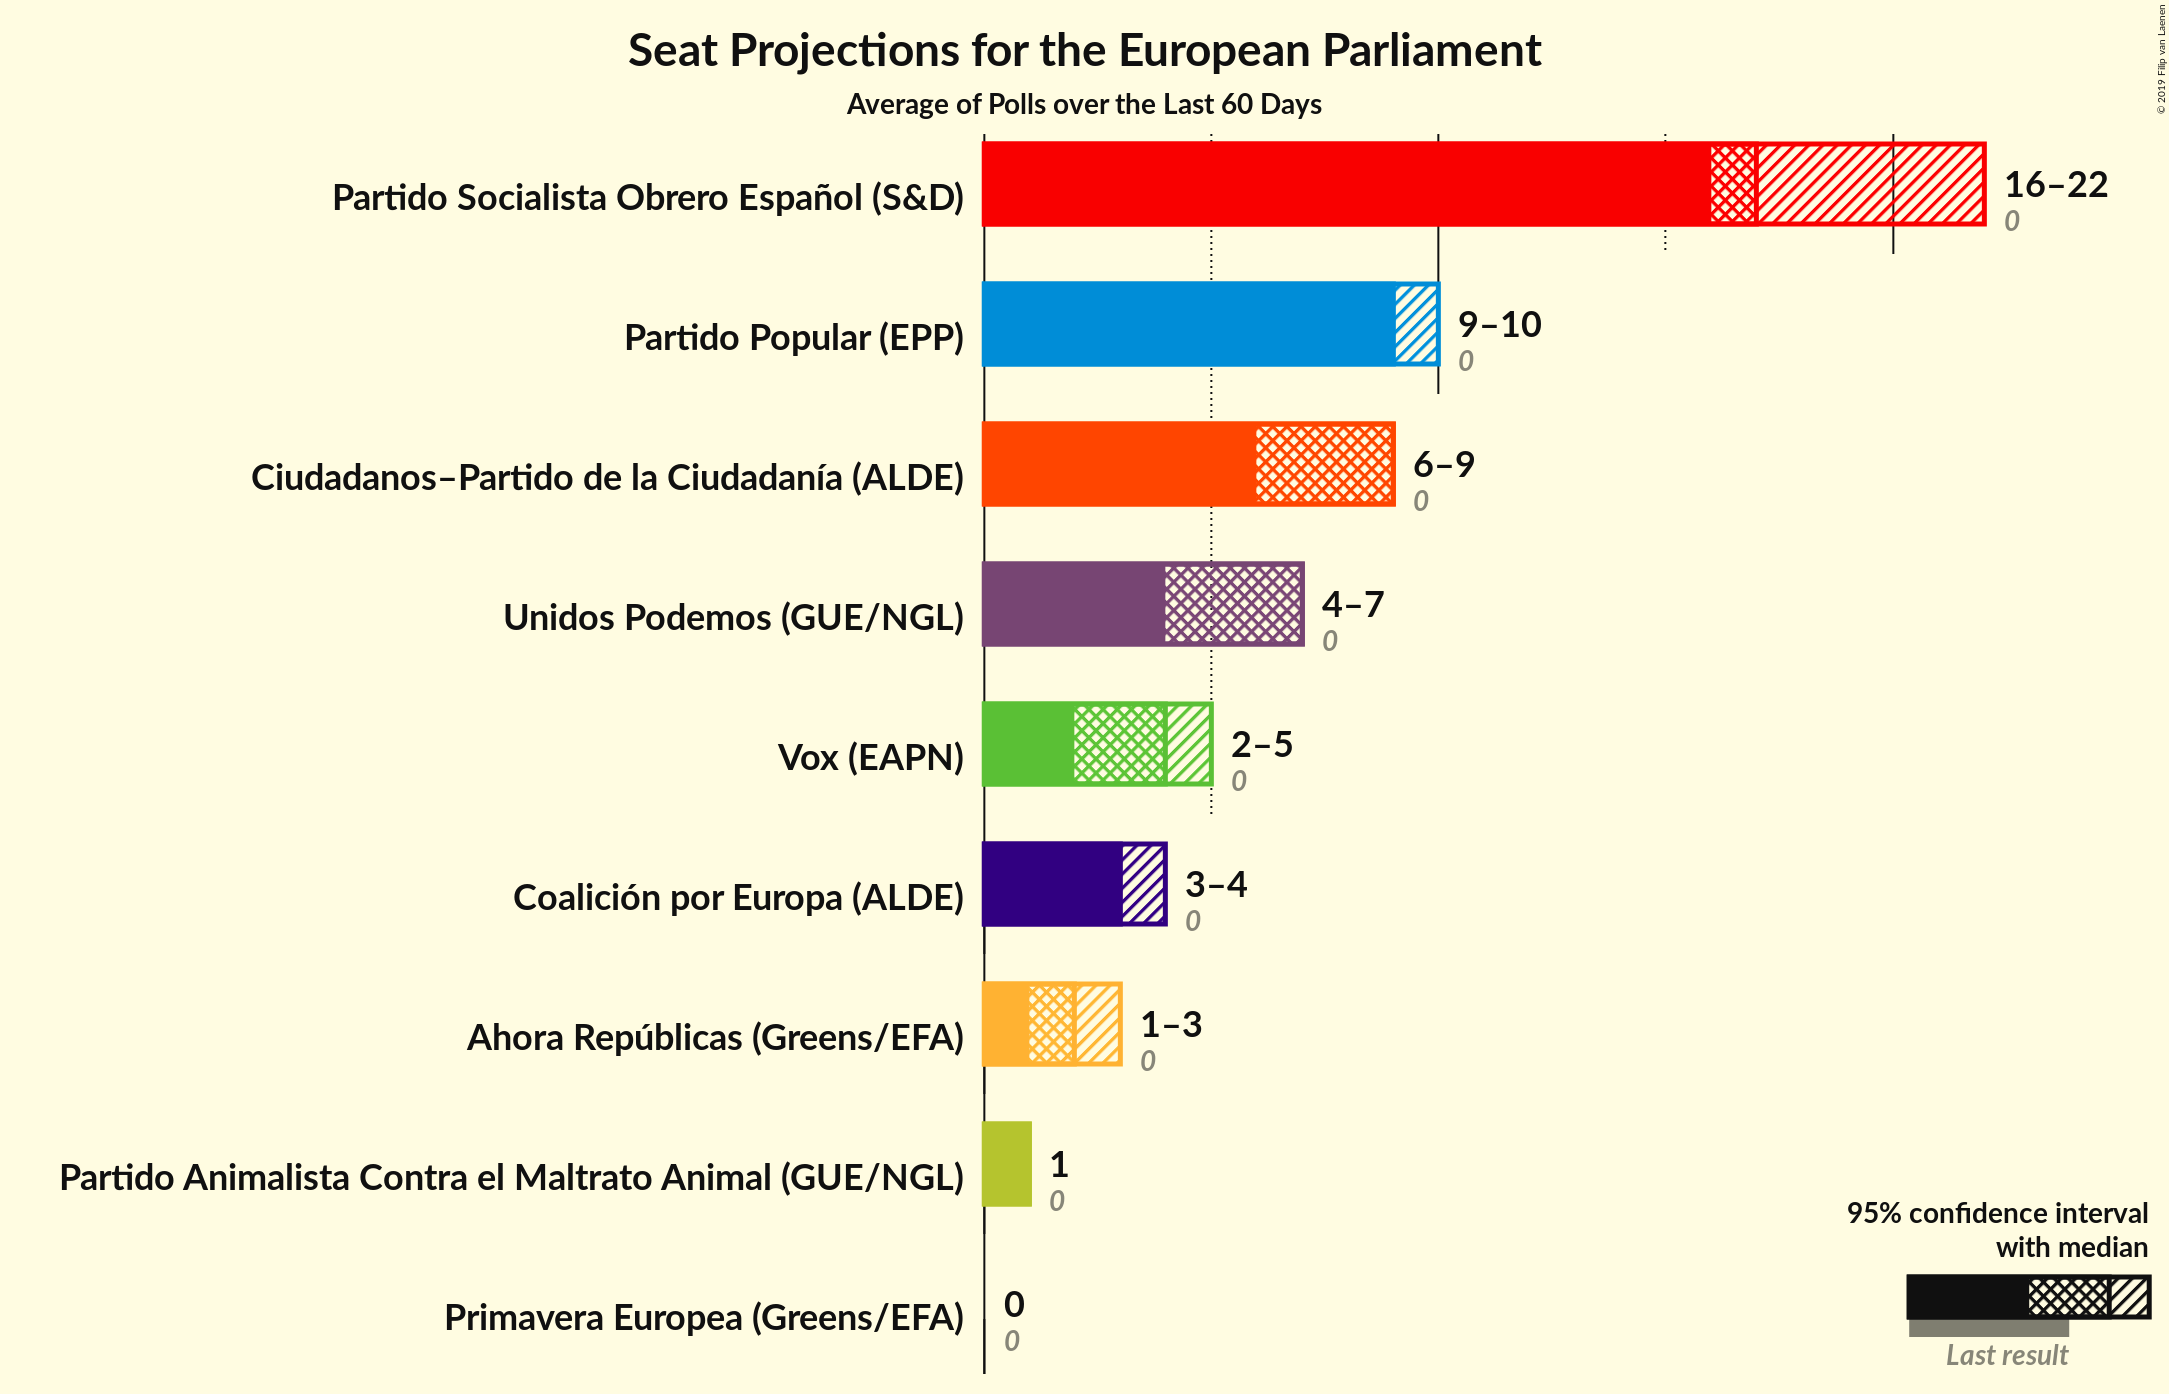 Seat Projections for the European Parliament
Average of Polls over the Last 60 Days
© 2019 Filip van Laenen
Partido Socialista Obrero Español (S&D)
16–22
0
Partido Popular (EPP)
9–10
0
Ciudadanos–Partido de la Ciudadanía (ALDE)
6–9
0
Unidos Podemos (GUE/NGL)
4–7
0
Vox (EAPN)
2–5
0
Coalición por Europa (ALDE)
3–4
0
Ahora Repúblicas (Greens/EFA)
1–3
0
Partido Animalista Contra el Maltrato Animal (GUE/NGL)
1
0
Primavera Europea (Greens/EFA)
0
0
95% confidence interval
with median
Last result